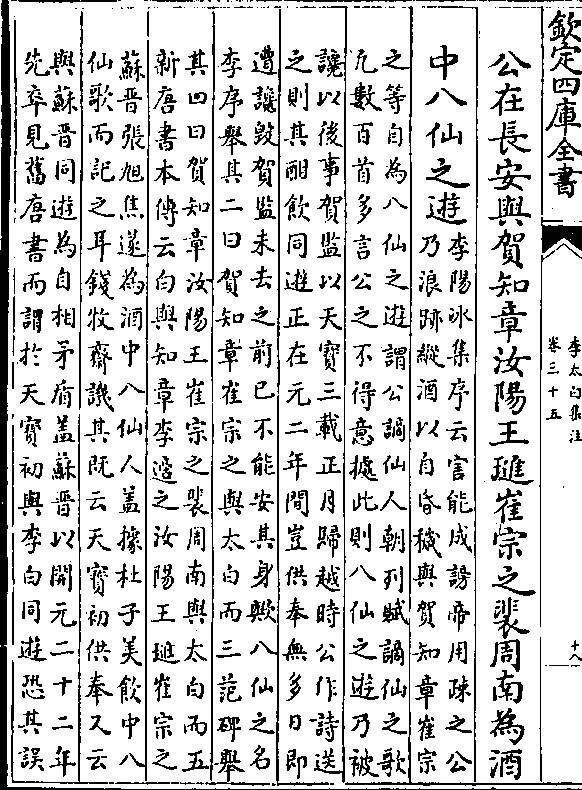 欽定四庫全書
李太白集注
卷三十五
十八
公在長安與賀知章汝陽王璡崔宗之裴周南為酒
中八仙之遊
李陽氷集序云害能成謗帝用疎之公
乃浪跡縱酒以自昏穢與賀知章崔宗
之等自為八仙之遊謂公謫仙人朝列賦謫仙之歌
凡數百首多言公之不得意據此則八仙之遊乃被
讒以後事賀監以天寶三載正月歸越時公作詩送
之則其酣飲同遊正在元二年間豈供奉無多日即
遭讒毀賀監未去之前已不能安其身歟八仙之名
李序舉其二曰賀知章崔宗之與太白而三范碑舉
其四曰賀知章汝陽王崔宗之裴周南與太白而五
新唐書本傳云白與知章李適之汝陽王璡崔宗之
蘇晉張旭焦遂為酒中八仙人蓋據杜子美飲中八
仙歌而記之耳錢牧齋譏其既云天寶初供奉又云
與蘇晉同遊為自相矛盾蓋蘇晉以開元二十二年
先卒見舊唐書而謂於天寶初與李白同遊恐其誤